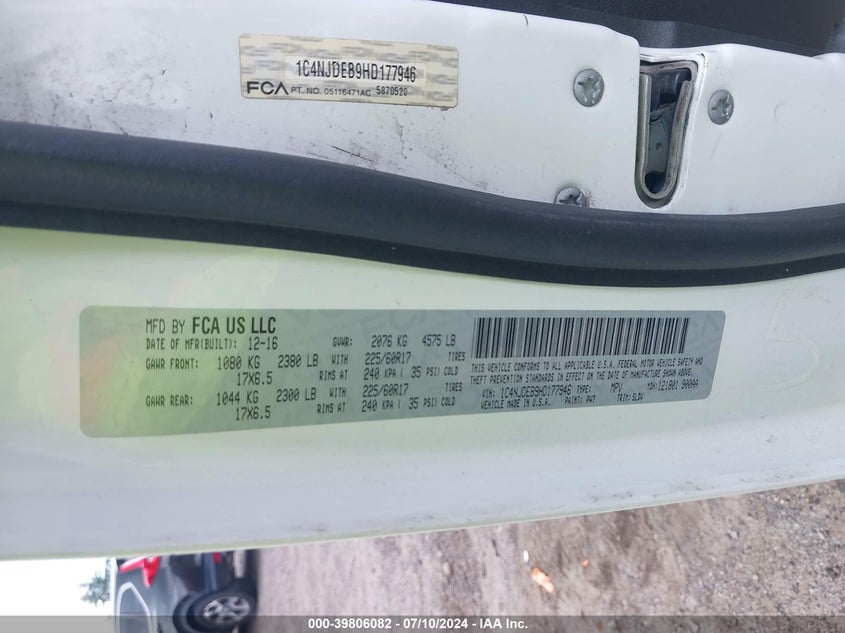 1C4NJDEB9HD177946
FCA PT. NO. 05116471AC 5870520
MFD BY FCA US LLC
DATE OF MFR(BUILT): 12-16 GVWR: 2076 KG 4575 LB
GAWR FRONT: 1080 KG 2380 LB WITH 225/60R17 TIRES
17X6.5 RIMS AT 240 KPA ( 35 PSI) COLD
GAWR REAR: 1044 KG 2300 LB WITH 225/60R17 TIRES
17X6.5 RIMS AT 240 KPA ( 35 PSI) COLD
THIS VEHICLE CONFORMS TO ALL APPLICABLE U.S.A. FEDERAL MOTOR VEHICLE SAFETY AND
THEFT PREVENTION STANDARDS IN EFFECT ON THE DATE OF MANUFACTURE SHOWN ABOVE.
VIN: 1C4NJDEB9HD177946 TYPE: MPV MDH:121801 900AA
VEHICLE MADE IN U.S.A. PAINT: PW7 TRIM: SLDV
000-39806082 - 07/10/2024 - IAA Inc.